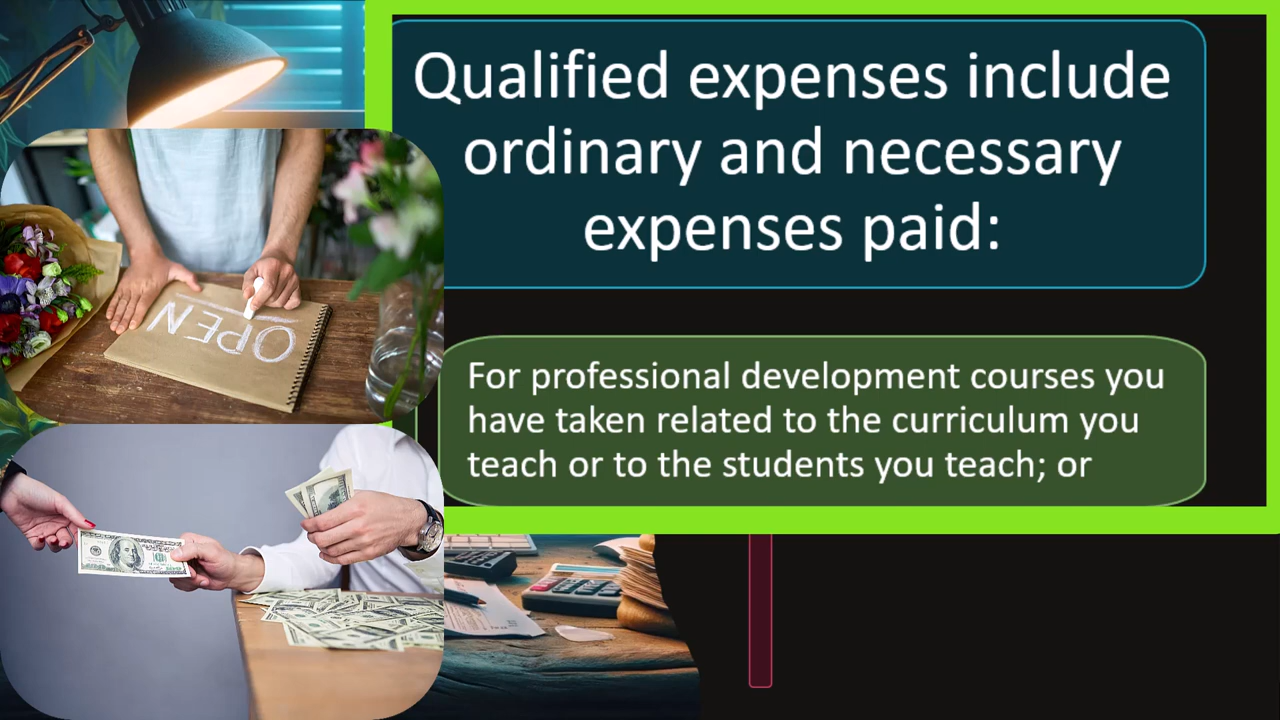 Qualified expenses include
ordinary and necessary
expenses paid:
For professional development courses you
have taken related to the curriculum you
teach or to the students you teach; or
OPEN